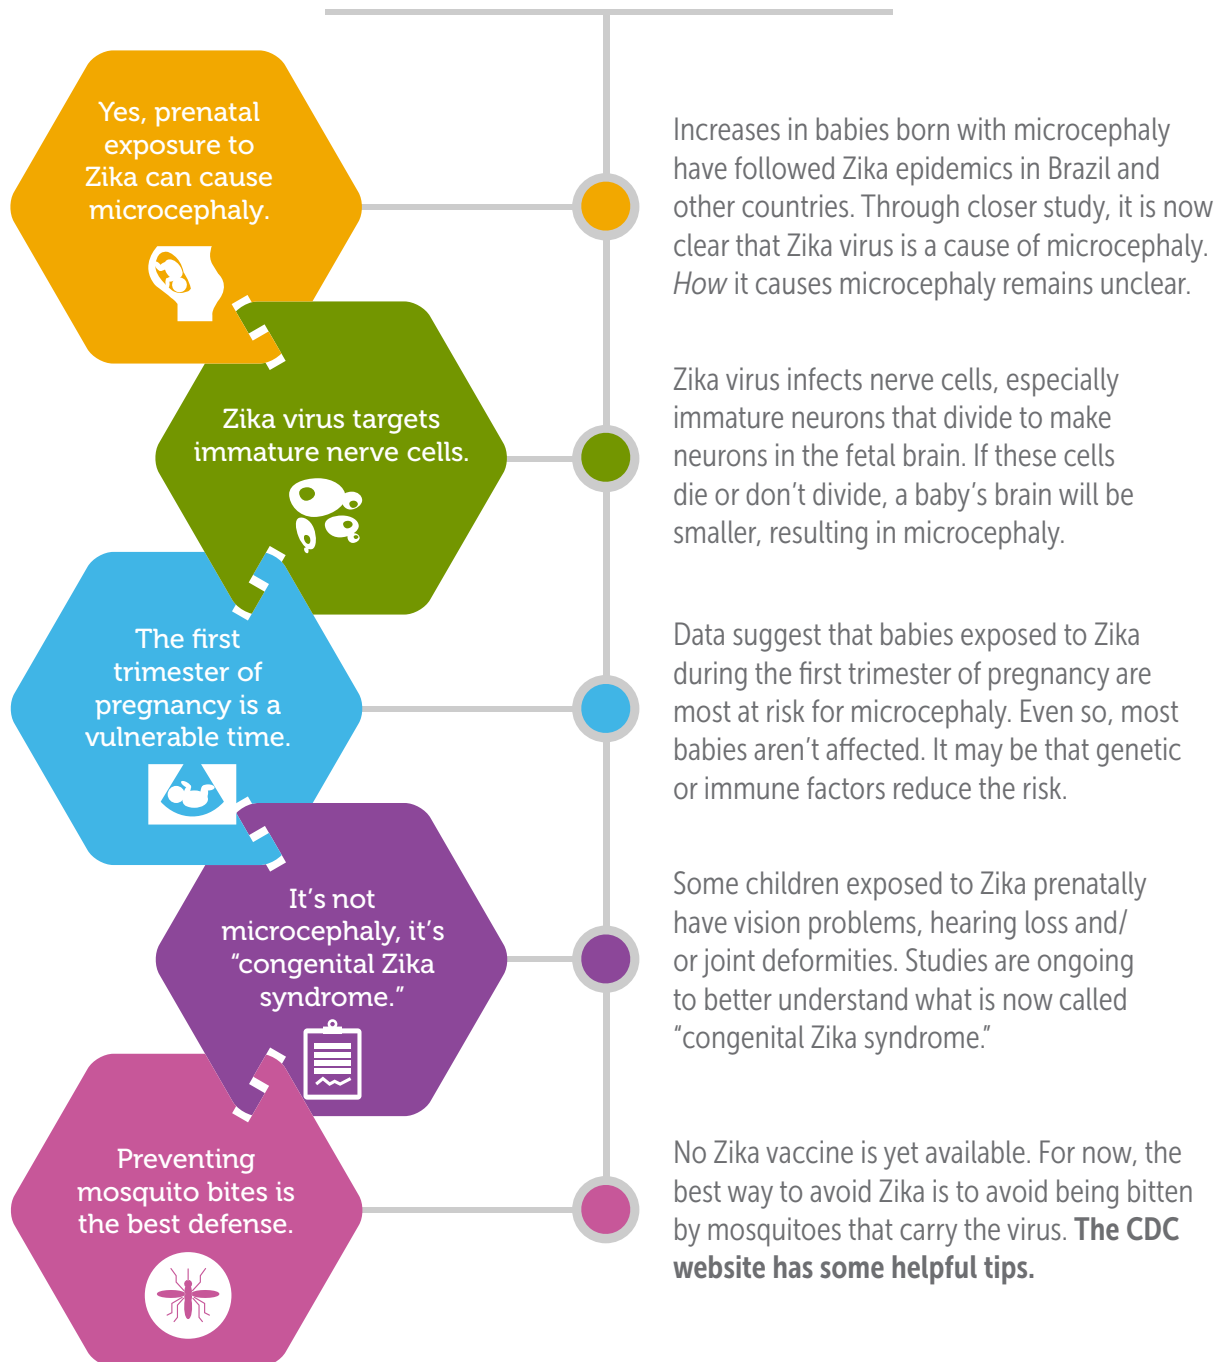 Yes, prenatal
exposure to
Zika can cause
microcephaly.
Increases in babies born with microcephaly
have followed Zika epidemics in Brazil and
other countries. Through closer study, it is now
clear that Zika virus is a cause of microcephaly.
How it causes microcephaly remains unclear.
Zika virus targets
immature nerve cells.
Zika virus infects nerve cells, especially
immature neurons that divide to make
neurons in the fetal brain. If these cells
die or don’t divide, a baby’s brain will be
smaller, resulting in microcephaly.
The first
trimester of
pregnancy is a
vulnerable time.
Data suggest that babies exposed to Zika
during the first trimester of pregnancy are
most at risk for microcephaly. Even so, most
babies aren’t affected. It may be that genetic
or immune factors reduce the risk.
It’s not
microcephaly, it’s
“congenital Zika
syndrome.”
Some children exposed to Zika prenatally
have vision problems, hearing loss and/
or joint deformities. Studies are ongoing
to better understand what is now called
“congenital Zika syndrome.”
Preventing
mosquito bites is
the best defense.
No Zika vaccine is yet available. For now, the
best way to avoid Zika is to avoid being bitten
by mosquitoes that carry the virus. The CDC
website has some helpful tips.